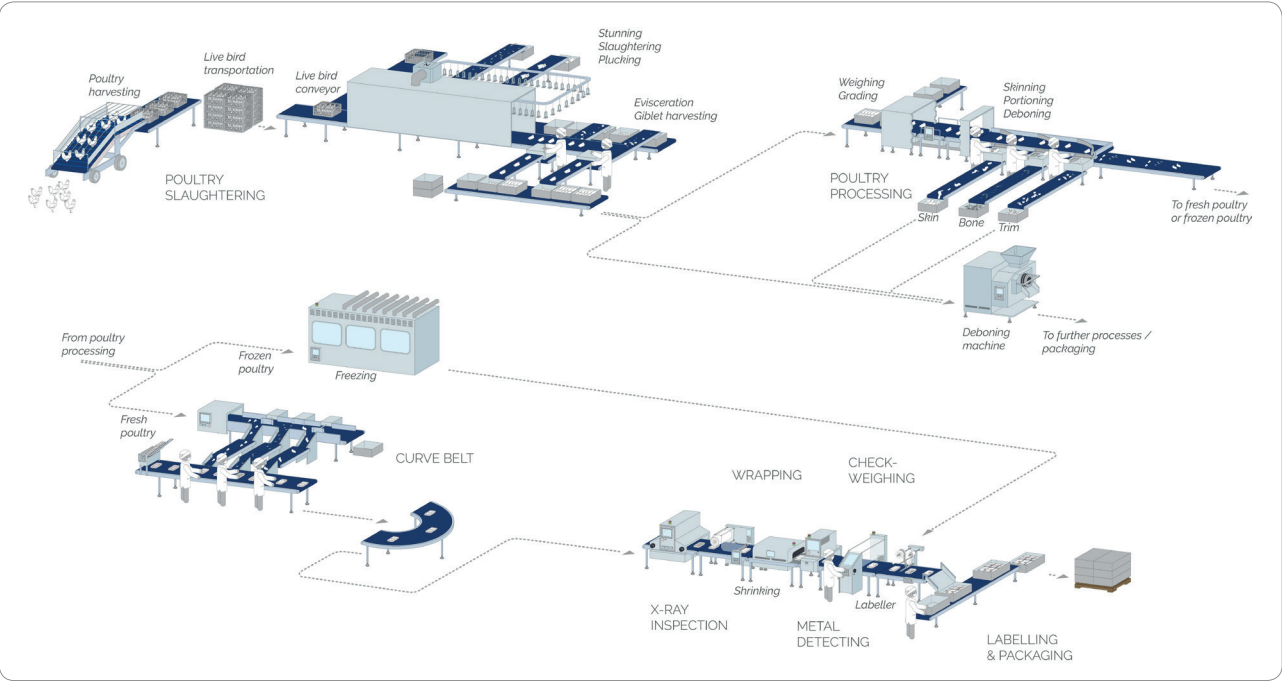 Poultry
harvesting
Live bird
transportation
Live bird
conveyor
Stunning
Slaughtering
Plucking
Evisceration
Giblet harvesting
POULTRY
SLAUGHTERING
Weighing
Grading
Skinning
Portioning
Deboning
POULTRY
PROCESSING
Skin
Bone
Trim
To fresh poultry
or frozen poultry
Deboning
machine
To further processes /
packaging
From poultry
processing
Frozen
poultry
Freezing
Fresh
poultry
CURVE BELT
WRAPPING
CHECK-
WEIGHING
Shrinking
Labeller
X-RAY
INSPECTION
METAL
DETECTING
LABELLING
& PACKAGING